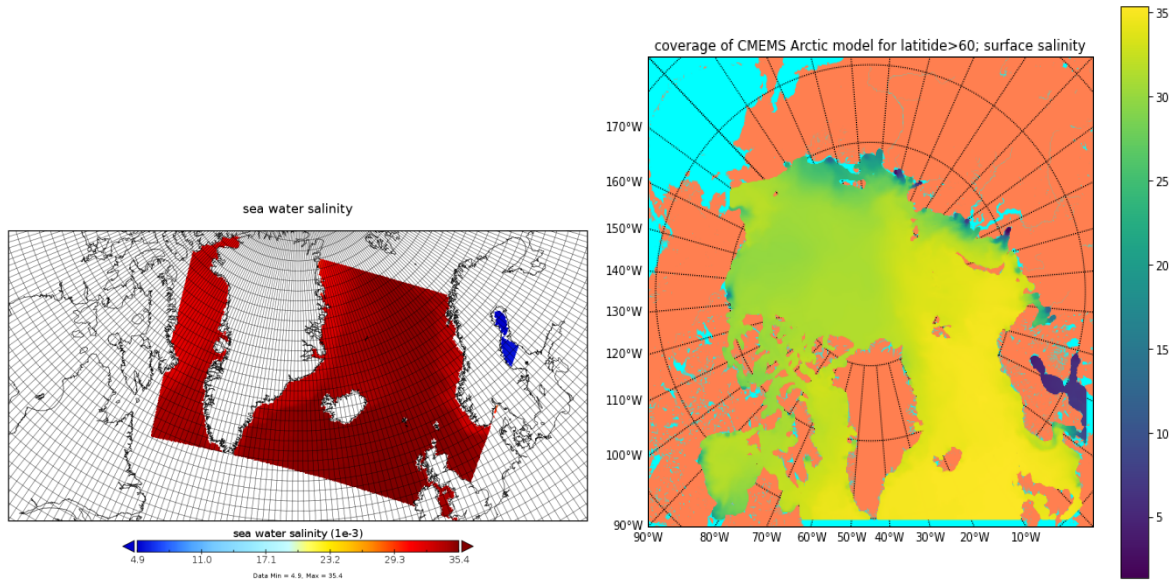 sea water salinity
sea water salinity (1e-3)
4.9 11.0 17.1 23.2 29.3 35.4
Data Min = 4.9, Max = 35.4
coverage of CMEMS Arctic model for latitide>60; surface salinity
170°W
160°W
150°W
140°W
130°W
120°W
110°W
100°W
90°W
90°W 80°W 70°W 60°W 50°W 40°W 30°W 20°W 10°W
35
30
25
20
15
10
5